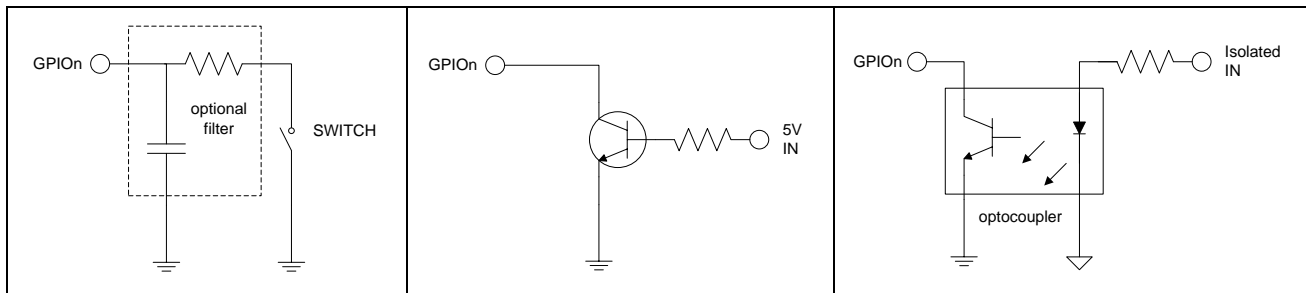 GPIOn
optional
filter
SWITCH
GPIOn
5V
IN
GPIOn
Isolated
IN
optocoupler